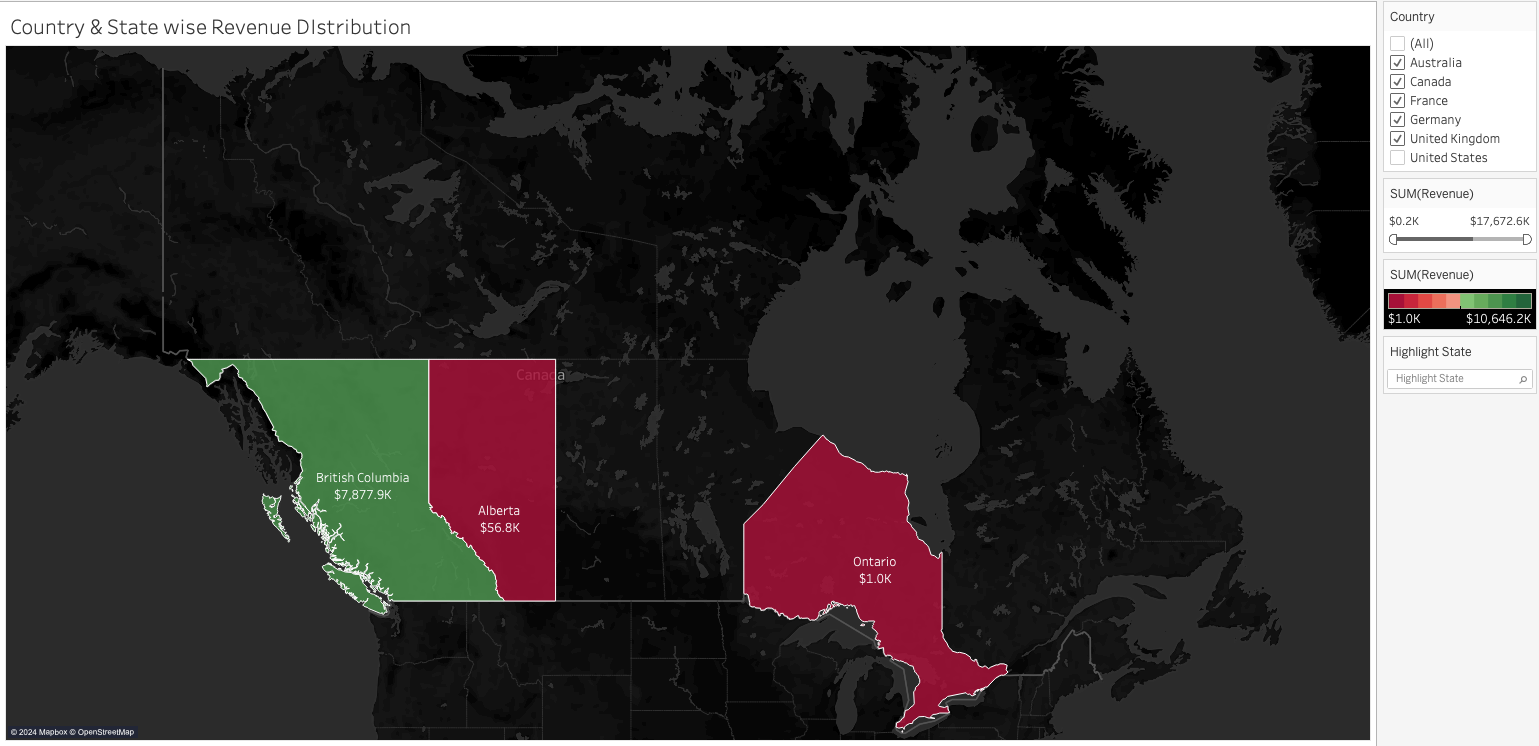 Country & State wise Revenue DIstribution
Canada
British Columbia
$7,877.9K
Alberta
$56.8K
Ontario
$1.0K
© 2024 Mapbox © OpenStreetMap
Country
(All)
Australia
Canada
France
Germany
United Kingdom
United States
SUM(Revenue)
$0.2K $17,672.6K
SUM(Revenue)
$1.0K $10,646.2K
Highlight State
Highlight State